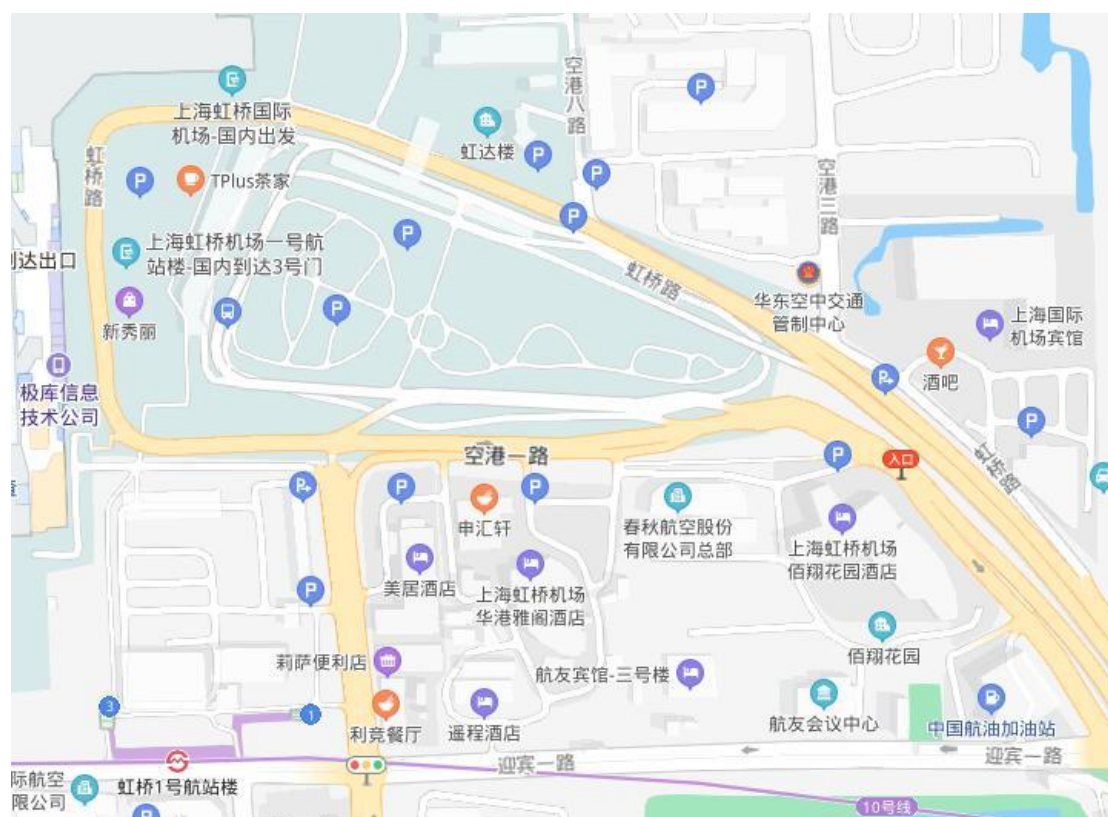 空港八路
P
上海虹桥国际
机场-国内出发
虹达楼
P
虹桥路
P
TPlus茶家
P
空港三路
P
P
上海虹桥机场一号航
站楼-国内到达3号门
到达出口
虹桥路
华东空中交通
管制中心
新秀丽
P
上海国际
机场宾馆
极库信息
技术公司
酒吧
P
P
空港一路
P
入口
虹桥路
P
P
P
申汇轩
春秋航空股份
有限公司总部
上海虹桥机场
佰翔花园酒店
美居酒店
上海虹桥机场
华港雅阁酒店
P
佰翔花园
莉萨便利店
航友宾馆-三号楼
3
1
利竞餐厅
遥程酒店
航友会议中心
中国航油加油站
迎宾一路
迎宾一路
虹桥1号航站楼
际航空
限公司
P
10号线